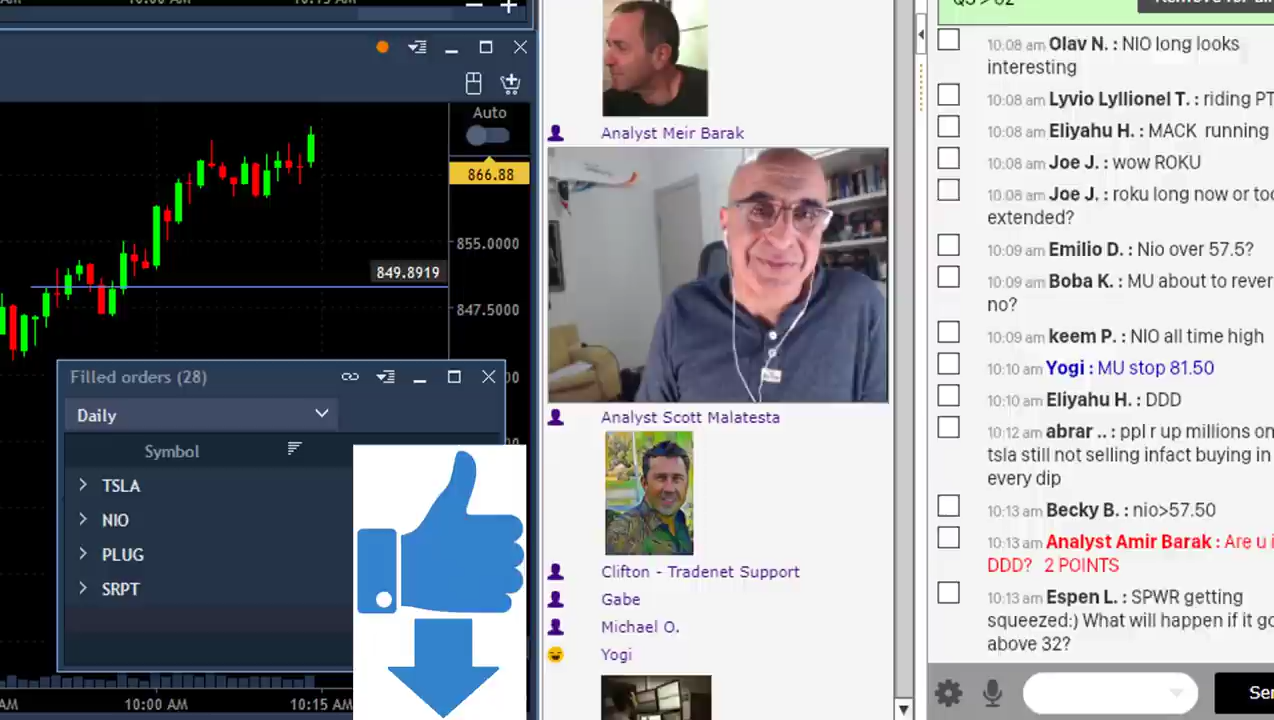 Auto
866.88
855.0000
849.8919
847.5000
Filled orders (28)
Daily
Symbol
TSLA
NIO
PLUG
SRPT
10:00 AM
10:15 AM
Analyst Meir Barak
Analyst Scott Malatesta
Clifton - Tradenet Support
Gabe
Michael O.
Yogi
10:08 am Olav N. : NIO long looks
interesting
10:08 am Lyvio Lyllionel T. : riding PT
10:08 am Eliyahu H. : MACK running
10:08 am Joe J. : wow ROKU
10:08 am Joe J. : roku long now or too
extended?
10:09 am Emilio D. : Nio over 57.5?
10:09 am Boba K. : MU about to rever
no?
10:09 am keem P. : NIO all time high
10:10 am Yogi : MU stop 81.50
10:10 am Eliyahu H. : DDD
10:12 am abrar .. : ppl r up millions on
tsla still not selling infact buying in
every dip
10:13 am Becky B. : nio>57.50
10:13 am Analyst Amir Barak : Are u i
DDD? 2 POINTS
10:13 am Espen L. : SPWR getting
squeezed:) What will happen if it go
above 32?